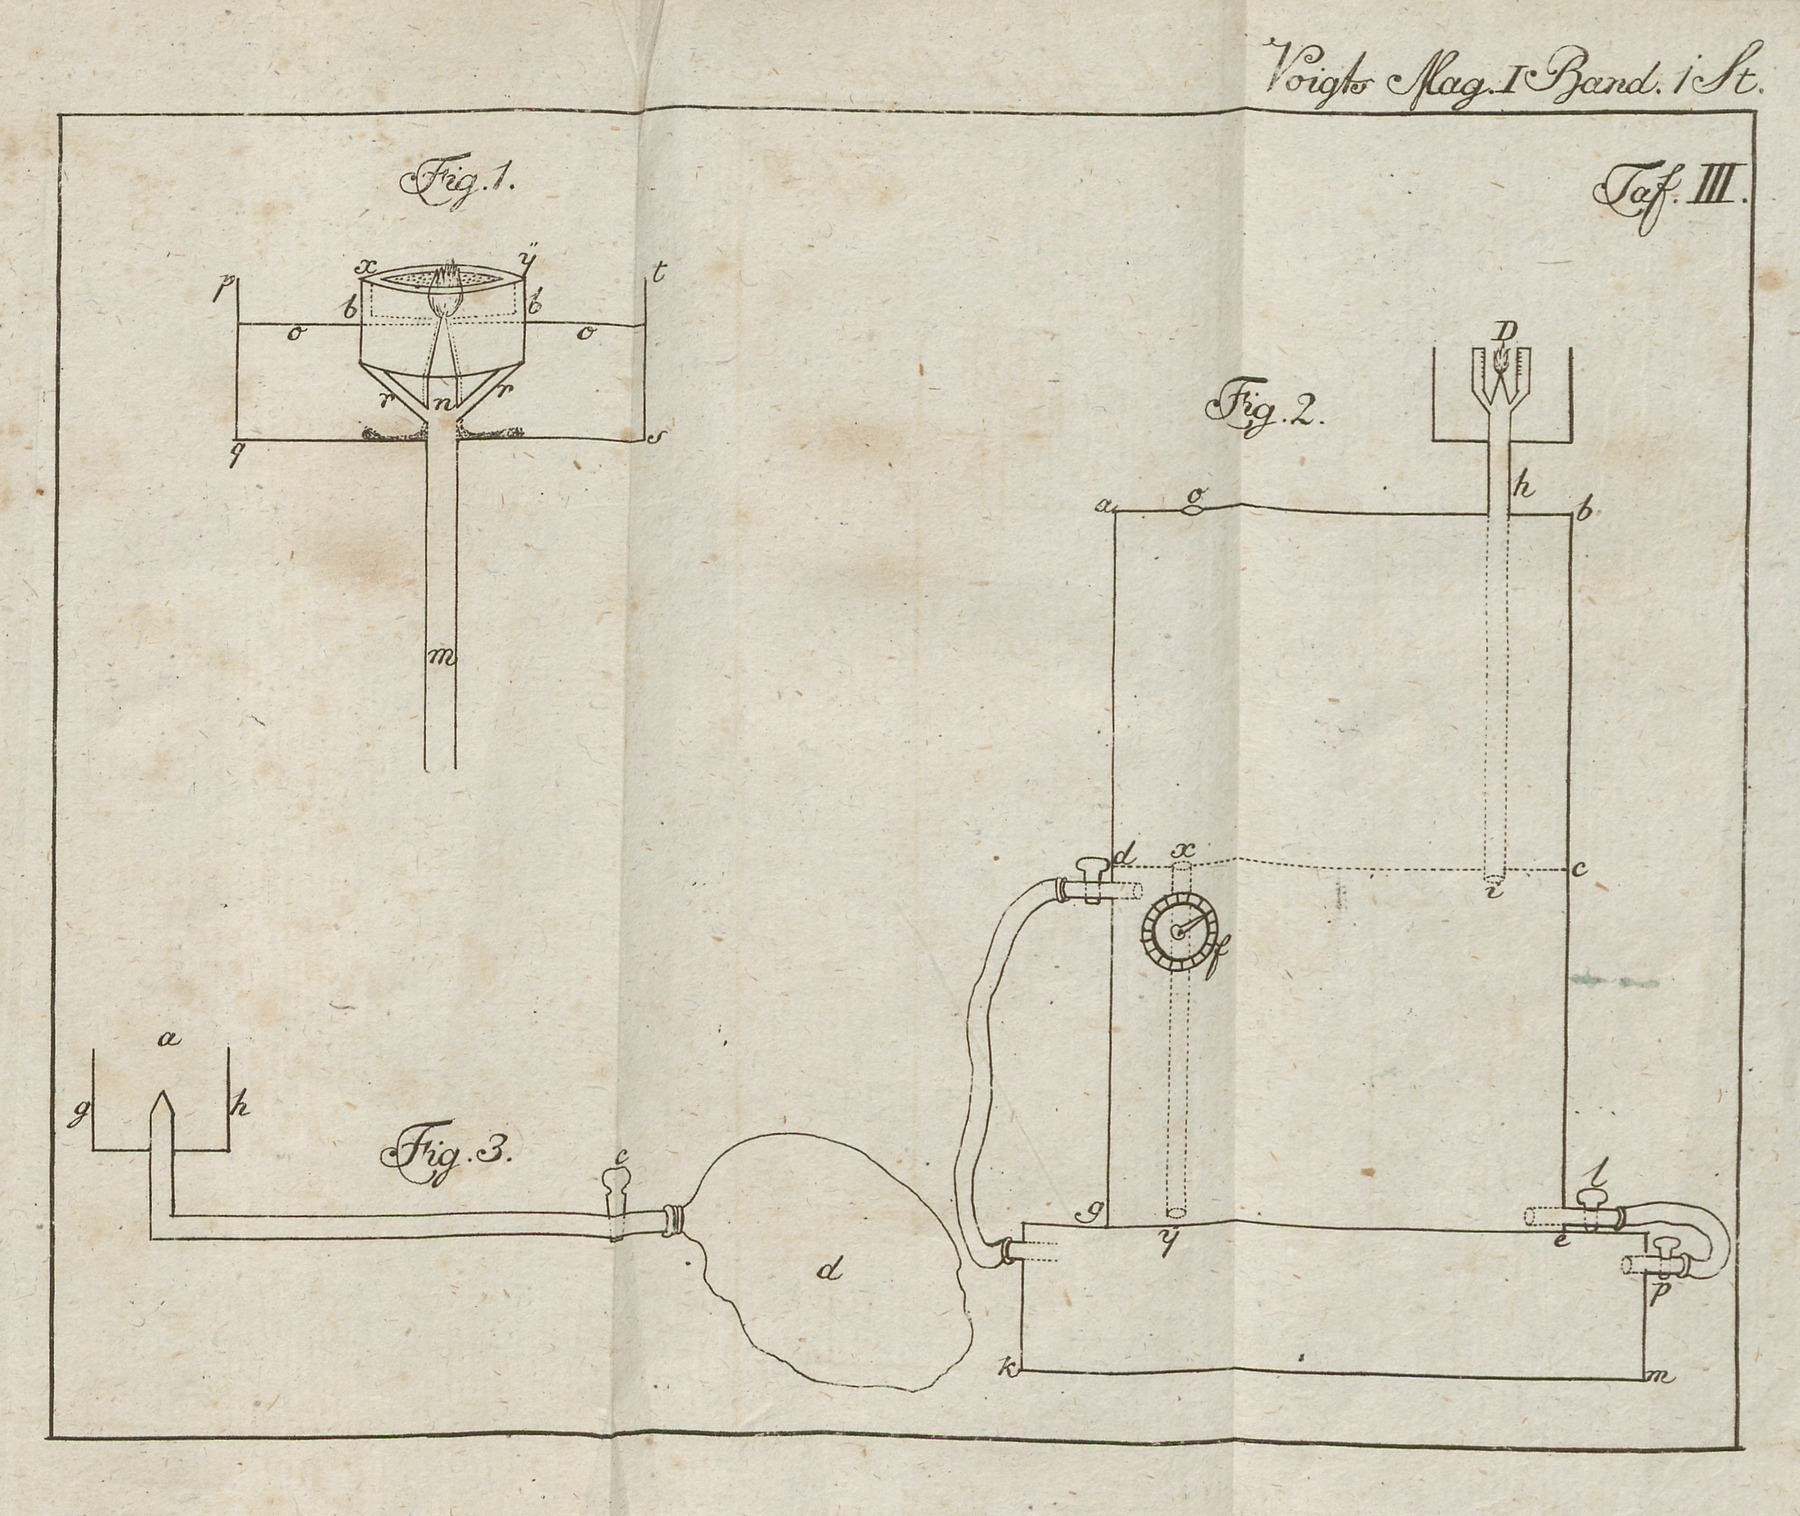 Voigts Mag. I Band. 1 St.
Taf. III.
Fig. 1.
x ÿ
p t
b b
o o
r n r
q s
m
Fig. 2.
D
h
a o b
d x c
i
f
g y e l
p
k m
Fig. 3.
a
g h
c
d